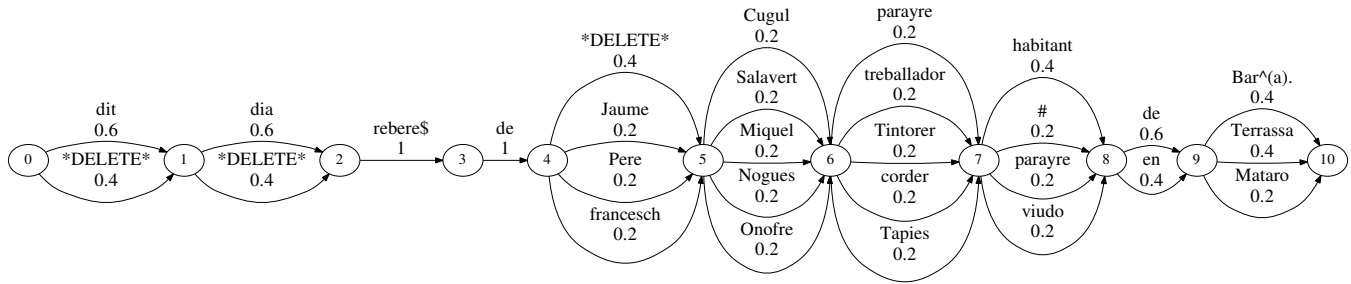 0
dit
0.6
*DELETE*
0.4
1
dia
0.6
*DELETE*
0.4
2
rebere$
1
3
de
1
4
*DELETE*
0.4
Jaume
0.2
Pere
0.2
francesch
0.2
5
Cugul
0.2
Salavert
0.2
Miquel
0.2
Nogues
0.2
Onofre
0.2
6
parayre
0.2
treballador
0.2
Tintorer
0.2
corder
0.2
Tapies
0.2
7
habitant
0.4
#
0.2
parayre
0.2
viudo
0.2
8
de
0.6
en
0.4
9
Bar^(a).
0.4
Terrassa
0.4
Mataro
0.2
10